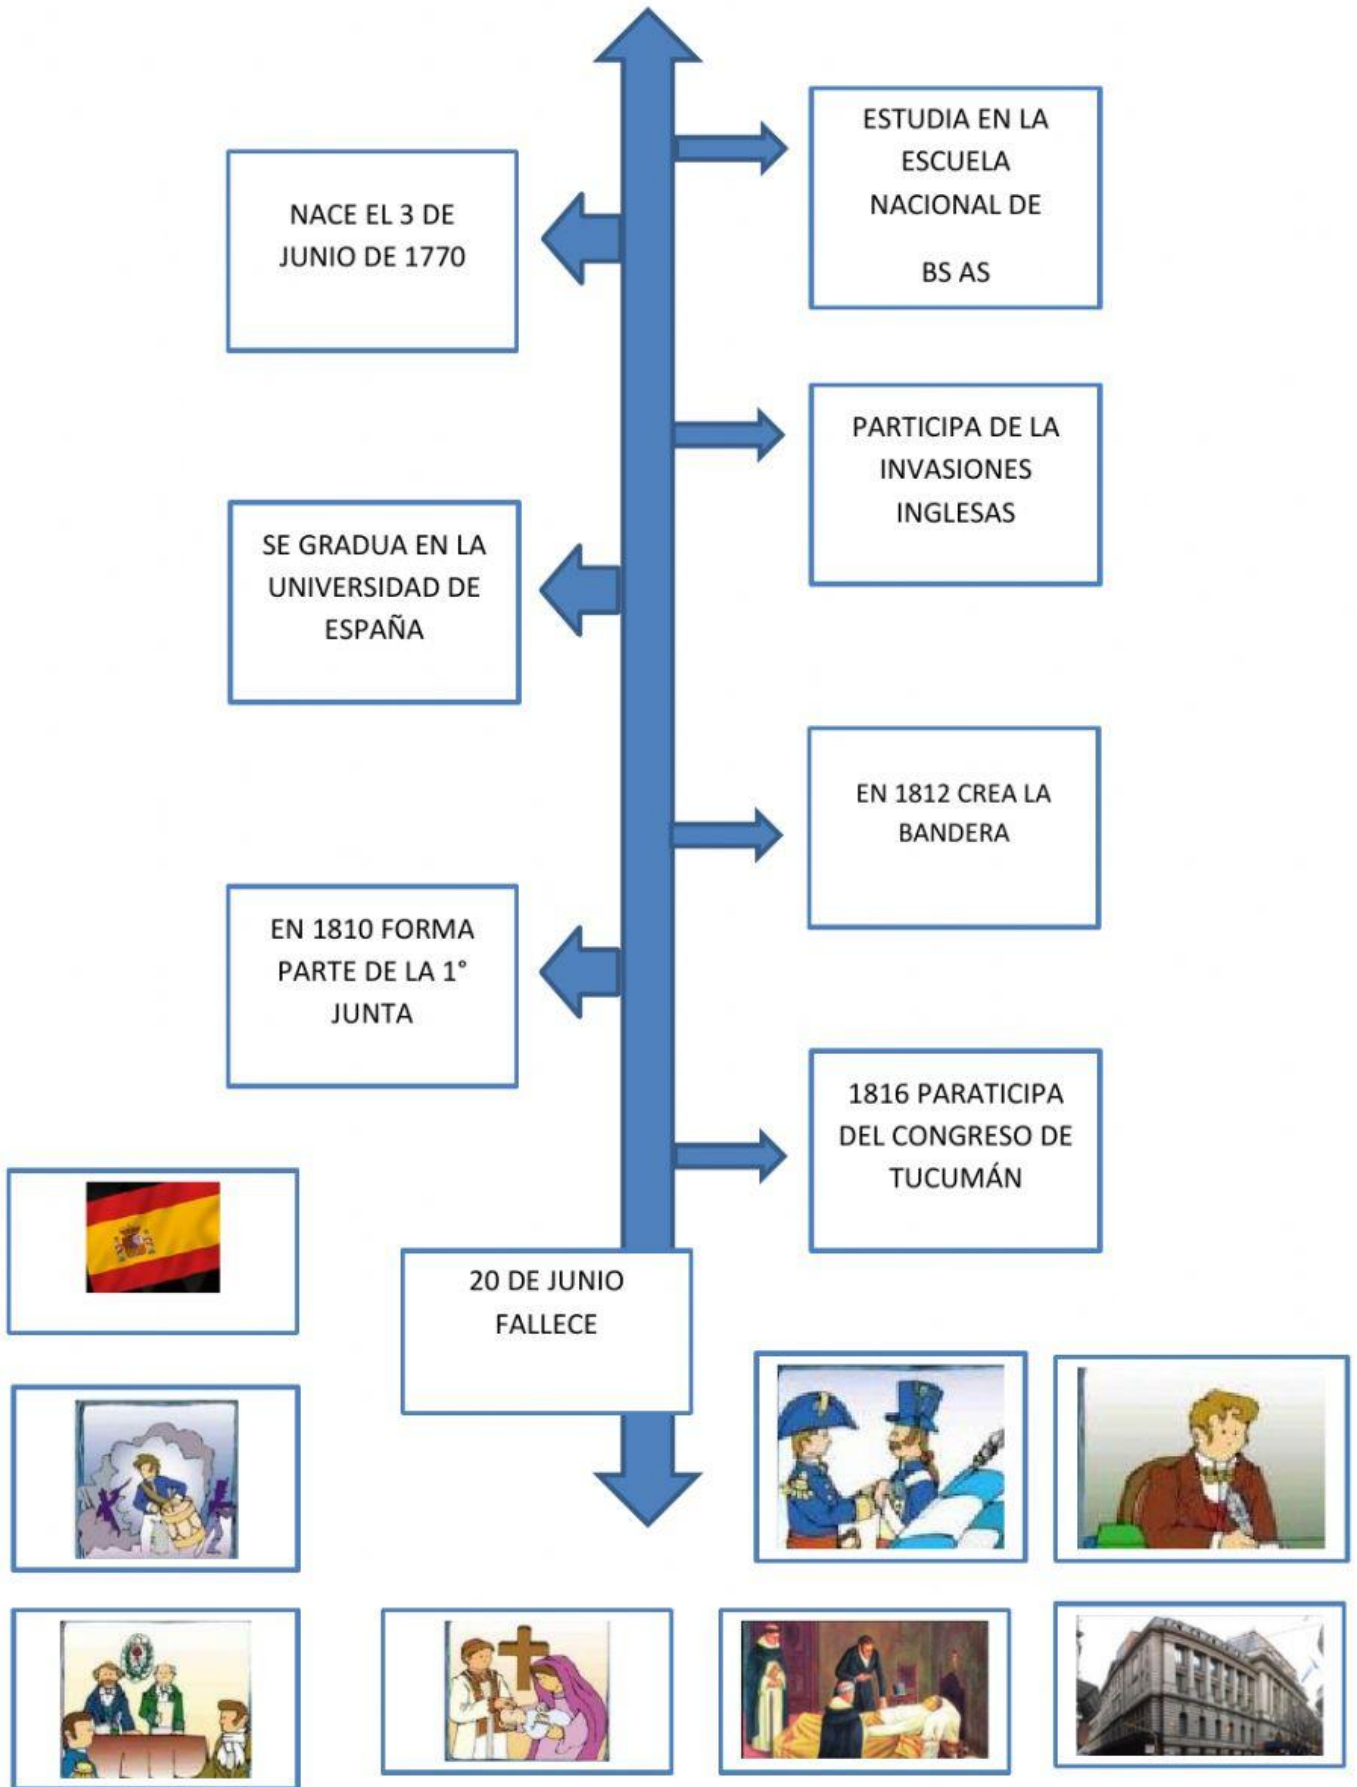 ESTUDIA EN LA
ESCUELA
NACIONAL DE
BS AS
NACE EL 3 DE
JUNIO DE 1770
PARTICIPA DE LA
INVASIONES
INGLESAS
SE GRADUA EN LA
UNIVERSIDAD DE
ESPAÑA
EN 1812 CREA LA
BANDERA
EN 1810 FORMA
PARTE DE LA 1°
JUNTA
1816 PARATICIPA
DEL CONGRESO DE
TUCUMÁN
20 DE JUNIO
FALLECE